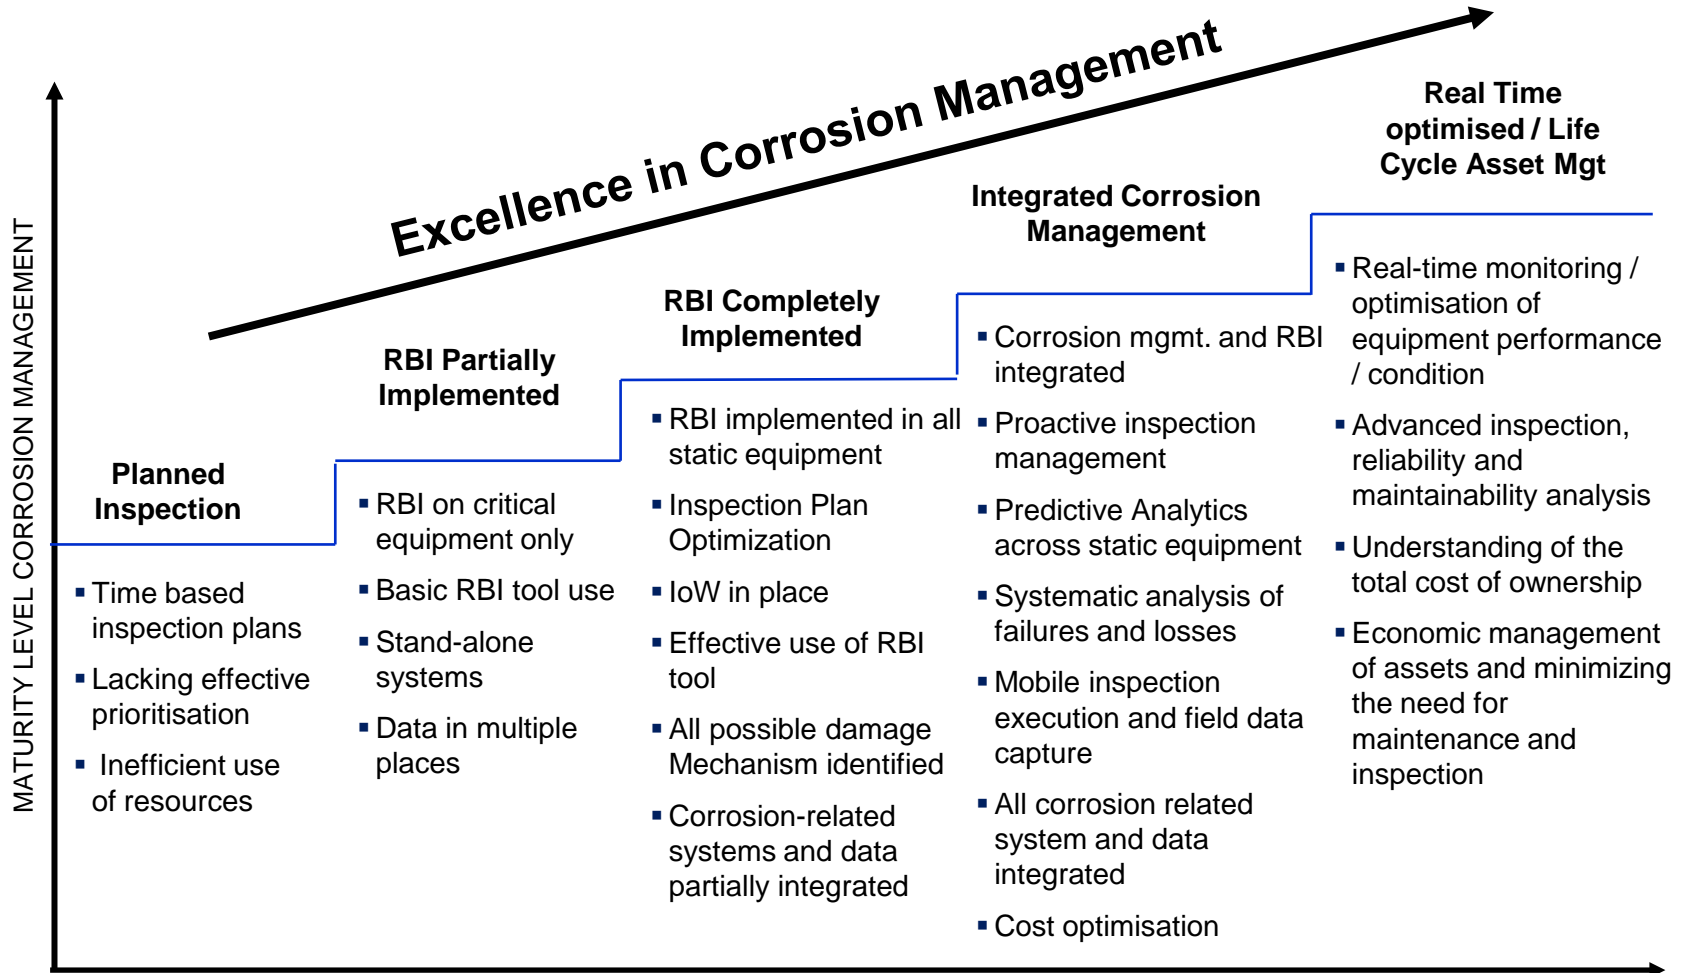 Excellence in Corrosion Management
MATURITY LEVEL CORROSION MANAGEMENT
Planned
Inspection
▪ Time based
inspection plans
▪ Lacking effective
prioritisation
▪ Inefficient use
of resources
RBI Partially
Implemented
▪ RBI on critical
equipment only
▪ Basic RBI tool use
▪ Stand-alone
systems
▪ Data in multiple
places
RBI Completely
Implemented
▪ RBI implemented in all
static equipment
▪ Inspection Plan
Optimization
▪ IoW in place
▪ Effective use of RBI
tool
▪ All possible damage
Mechanism identified
▪ Corrosion-related
systems and data
partially integrated
Integrated Corrosion
Management
▪ Corrosion mgmt. and RBI
integrated
▪ Proactive inspection
management
▪ Predictive Analytics
across static equipment
▪ Systematic analysis of
failures and losses
▪ Mobile inspection
execution and field data
capture
▪ All corrosion related
system and data
integrated
▪ Cost optimisation
Real Time
optimised / Life
Cycle Asset Mgt
▪ Real-time monitoring /
optimisation of
equipment performance
/ condition
▪ Advanced inspection,
reliability and
maintainability analysis
▪ Understanding of the
total cost of ownership
▪ Economic management
of assets and minimizing
the need for
maintenance and
inspection